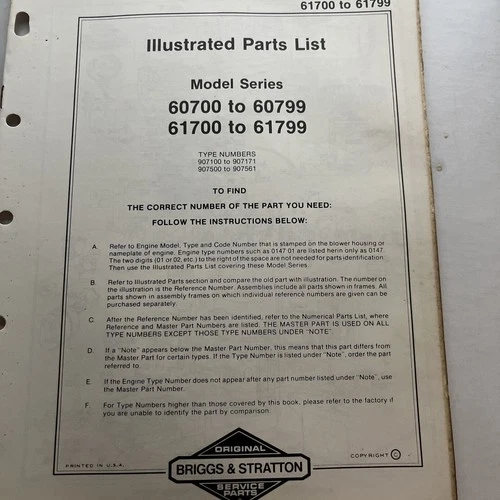 61700 to 61799
Illustrated Parts List
Model Series
60700 to 60799
61700 to 61799
TYPE NUMBERS
907100 to 907171
907500 to 907561
TO FIND
THE CORRECT NUMBER OF THE PART YOU NEED:
FOLLOW THE INSTRUCTIONS BELOW:
A. Refer to Engine Model, Type and Code Number that is stamped on the blower housing or
nameplate of engine. Engine type numbers such as 0147 01 are listed herin only as 0147.
The two digits (01 or 02, etc.) to the right of the space are not needed for parts identification.
Then use the Illustrated Parts List covering these Model Series.
B. Refer to Illustrated Parts section and compare the old part with illustration. The number on
the illustration is the Reference Number. Assemblies include all parts shown in frames. All
parts shown in assembly frames on which individual reference numbers are given can be
purchased separately.
C. After the Reference Number has been identified, refer to the Numerical Parts List, where
Reference and Master Part Numbers are listed. THE MASTER PART IS USED ON ALL
TYPE NUMBERS EXCEPT THOSE TYPE NUMBERS UNDER "NOTE".
D. If a "Note" appears below the Master Part Number, this means that this part differs from
the Master Part for certain types. If the Type Number is listed under "Note", order the part
referred to.
E. If the Engine Type Number does not appear after any part number listed under "Note", use
the Master Part Number.
F. For Type Numbers higher than those covered by this book, please refer to the factory if
you are unable to identify the part by comparison.
PRINTED IN U.S.A.
ORIGINAL
BRIGGS & STRATTON
SERVICE
PARTS
COPYRIGHT ©